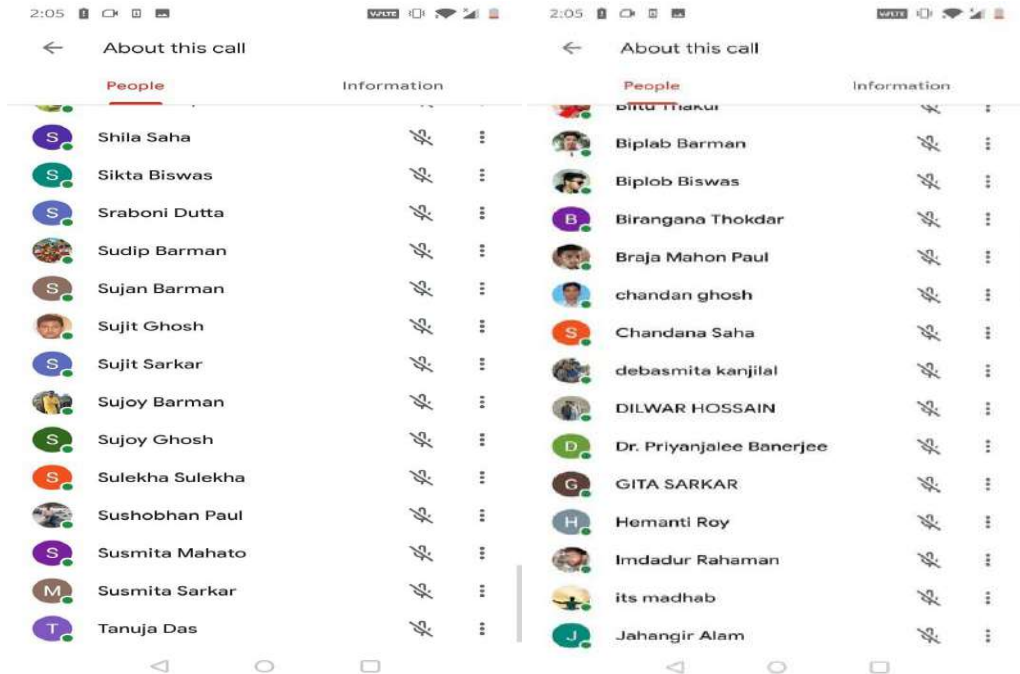 2:05 VoLTE
About this call
People Information
S Shila Saha
S Sikta Biswas
S Sraboni Dutta
Sudip Barman
S Sujan Barman
Sujit Ghosh
S Sujit Sarkar
Sujoy Barman
S Sujoy Ghosh
S Sulekha Sulekha
Sushobhan Paul
S Susmita Mahato
M Susmita Sarkar
T Tanuja Das
2:05 VoLTE
About this call
People Information
Biplab Barman
Biplob Biswas
B Birangana Thokdar
Braja Mahon Paul
chandan ghosh
S Chandana Saha
debasmita kanjilal
DILWAR HOSSAIN
D Dr. Priyanjalee Banerjee
G GITA SARKAR
H Hemanti Roy
Imdadur Rahaman
its madhab
J Jahangir Alam